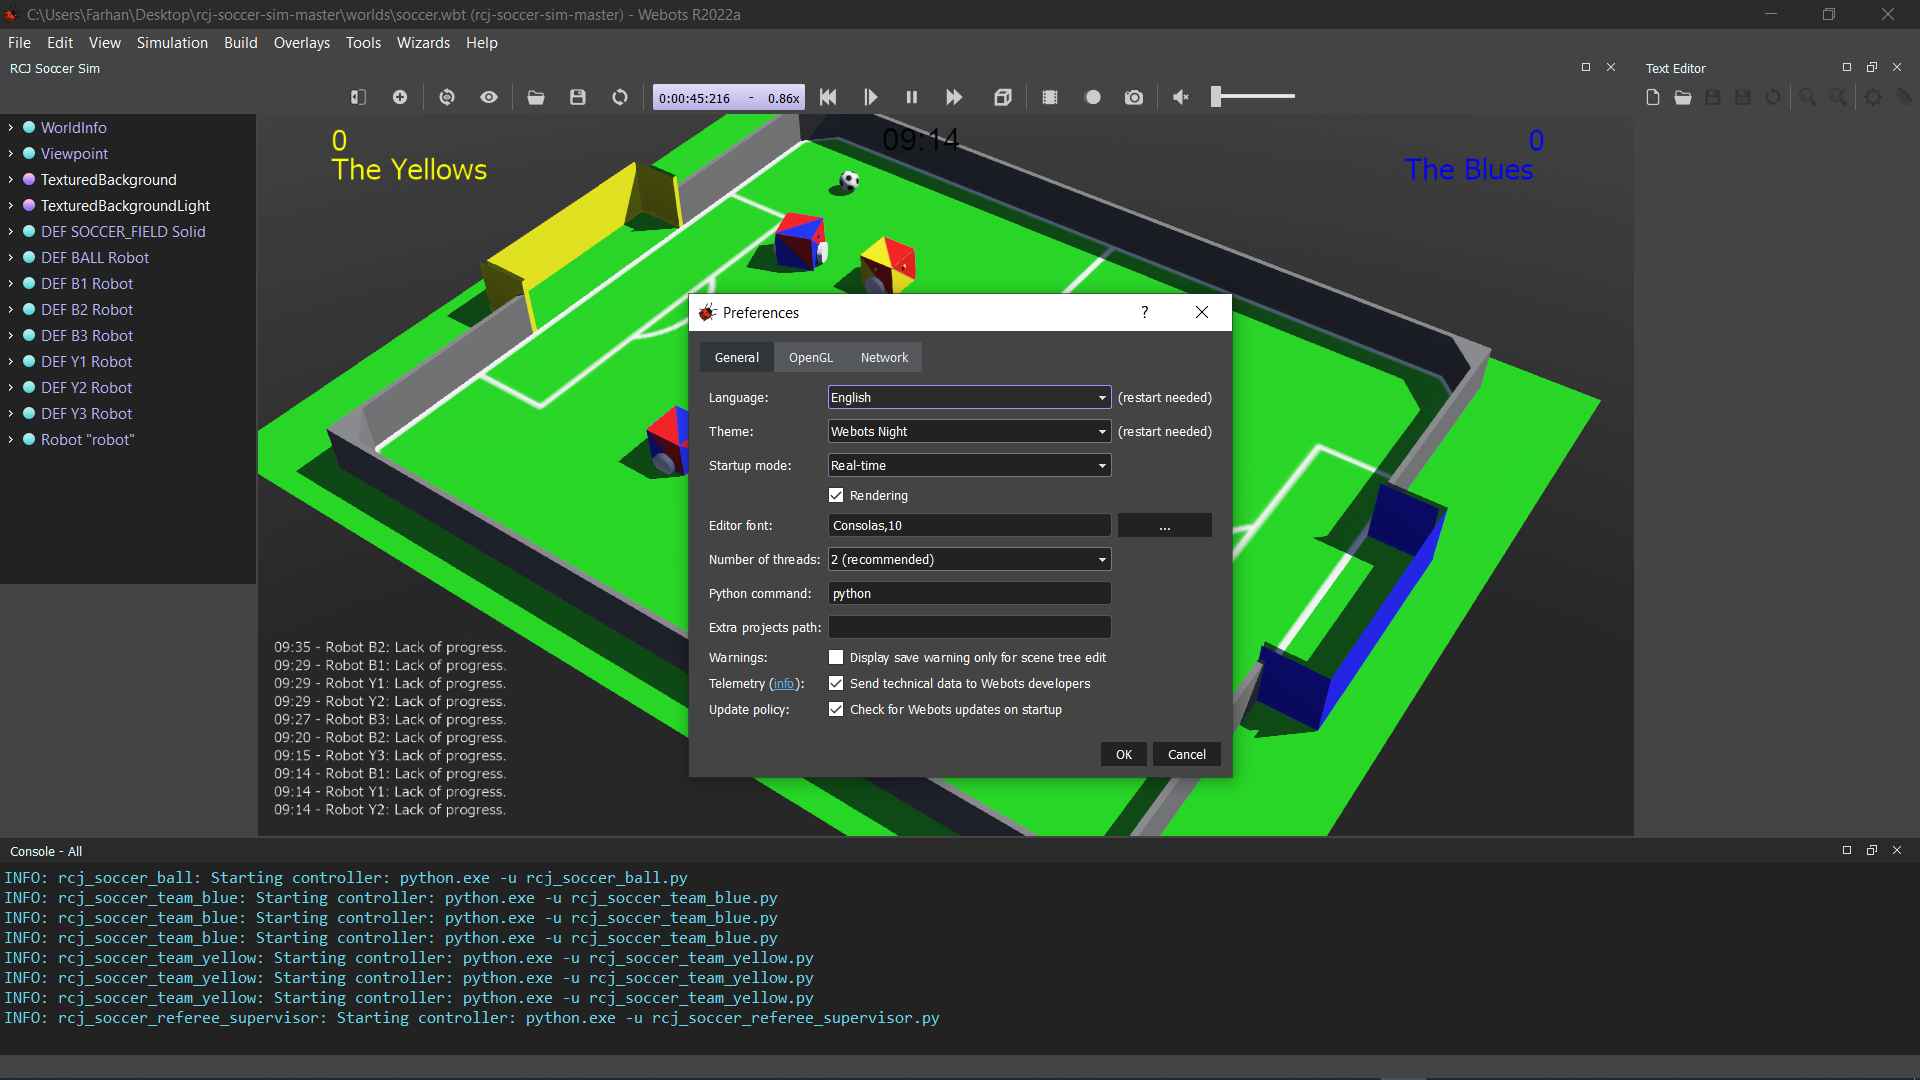 C:\Users\Farhan\Desktop\rcj-soccer-sim-master\worlds\soccer.wbt (rcj-soccer-sim-master) - Webots R2022a
File Edit View Simulation Build Overlays Tools Wizards Help
RCJ Soccer Sim
Text Editor
0:00:45:216 - 0.86x
WorldInfo
Viewpoint
TexturedBackground
TexturedBackgroundLight
DEF SOCCER_FIELD Solid
DEF BALL Robot
DEF B1 Robot
DEF B2 Robot
DEF B3 Robot
DEF Y1 Robot
DEF Y2 Robot
DEF Y3 Robot
Robot "robot"
0
The Yellows
09:14
0
The Blues
Preferences
?
General OpenGL Network
Language: English (restart needed)
Theme: Webots Night (restart needed)
Startup mode: Real-time
Rendering
Editor font: Consolas,10 ...
Number of threads: 2 (recommended)
Python command: python
Extra projects path:
Warnings: Display save warning only for scene tree edit
Telemetry (info): Send technical data to Webots developers
Update policy: Check for Webots updates on startup
OK Cancel
09:35 - Robot B2: Lack of progress.
09:29 - Robot B1: Lack of progress.
09:29 - Robot Y1: Lack of progress.
09:29 - Robot Y2: Lack of progress.
09:27 - Robot B3: Lack of progress.
09:20 - Robot B2: Lack of progress.
09:15 - Robot Y3: Lack of progress.
09:14 - Robot B1: Lack of progress.
09:14 - Robot Y1: Lack of progress.
09:14 - Robot Y2: Lack of progress.
Console - All
INFO: rcj_soccer_ball: Starting controller: python.exe -u rcj_soccer_ball.py
INFO: rcj_soccer_team_blue: Starting controller: python.exe -u rcj_soccer_team_blue.py
INFO: rcj_soccer_team_blue: Starting controller: python.exe -u rcj_soccer_team_blue.py
INFO: rcj_soccer_team_blue: Starting controller: python.exe -u rcj_soccer_team_blue.py
INFO: rcj_soccer_team_yellow: Starting controller: python.exe -u rcj_soccer_team_yellow.py
INFO: rcj_soccer_team_yellow: Starting controller: python.exe -u rcj_soccer_team_yellow.py
INFO: rcj_soccer_team_yellow: Starting controller: python.exe -u rcj_soccer_team_yellow.py
INFO: rcj_soccer_referee_supervisor: Starting controller: python.exe -u rcj_soccer_referee_supervisor.py